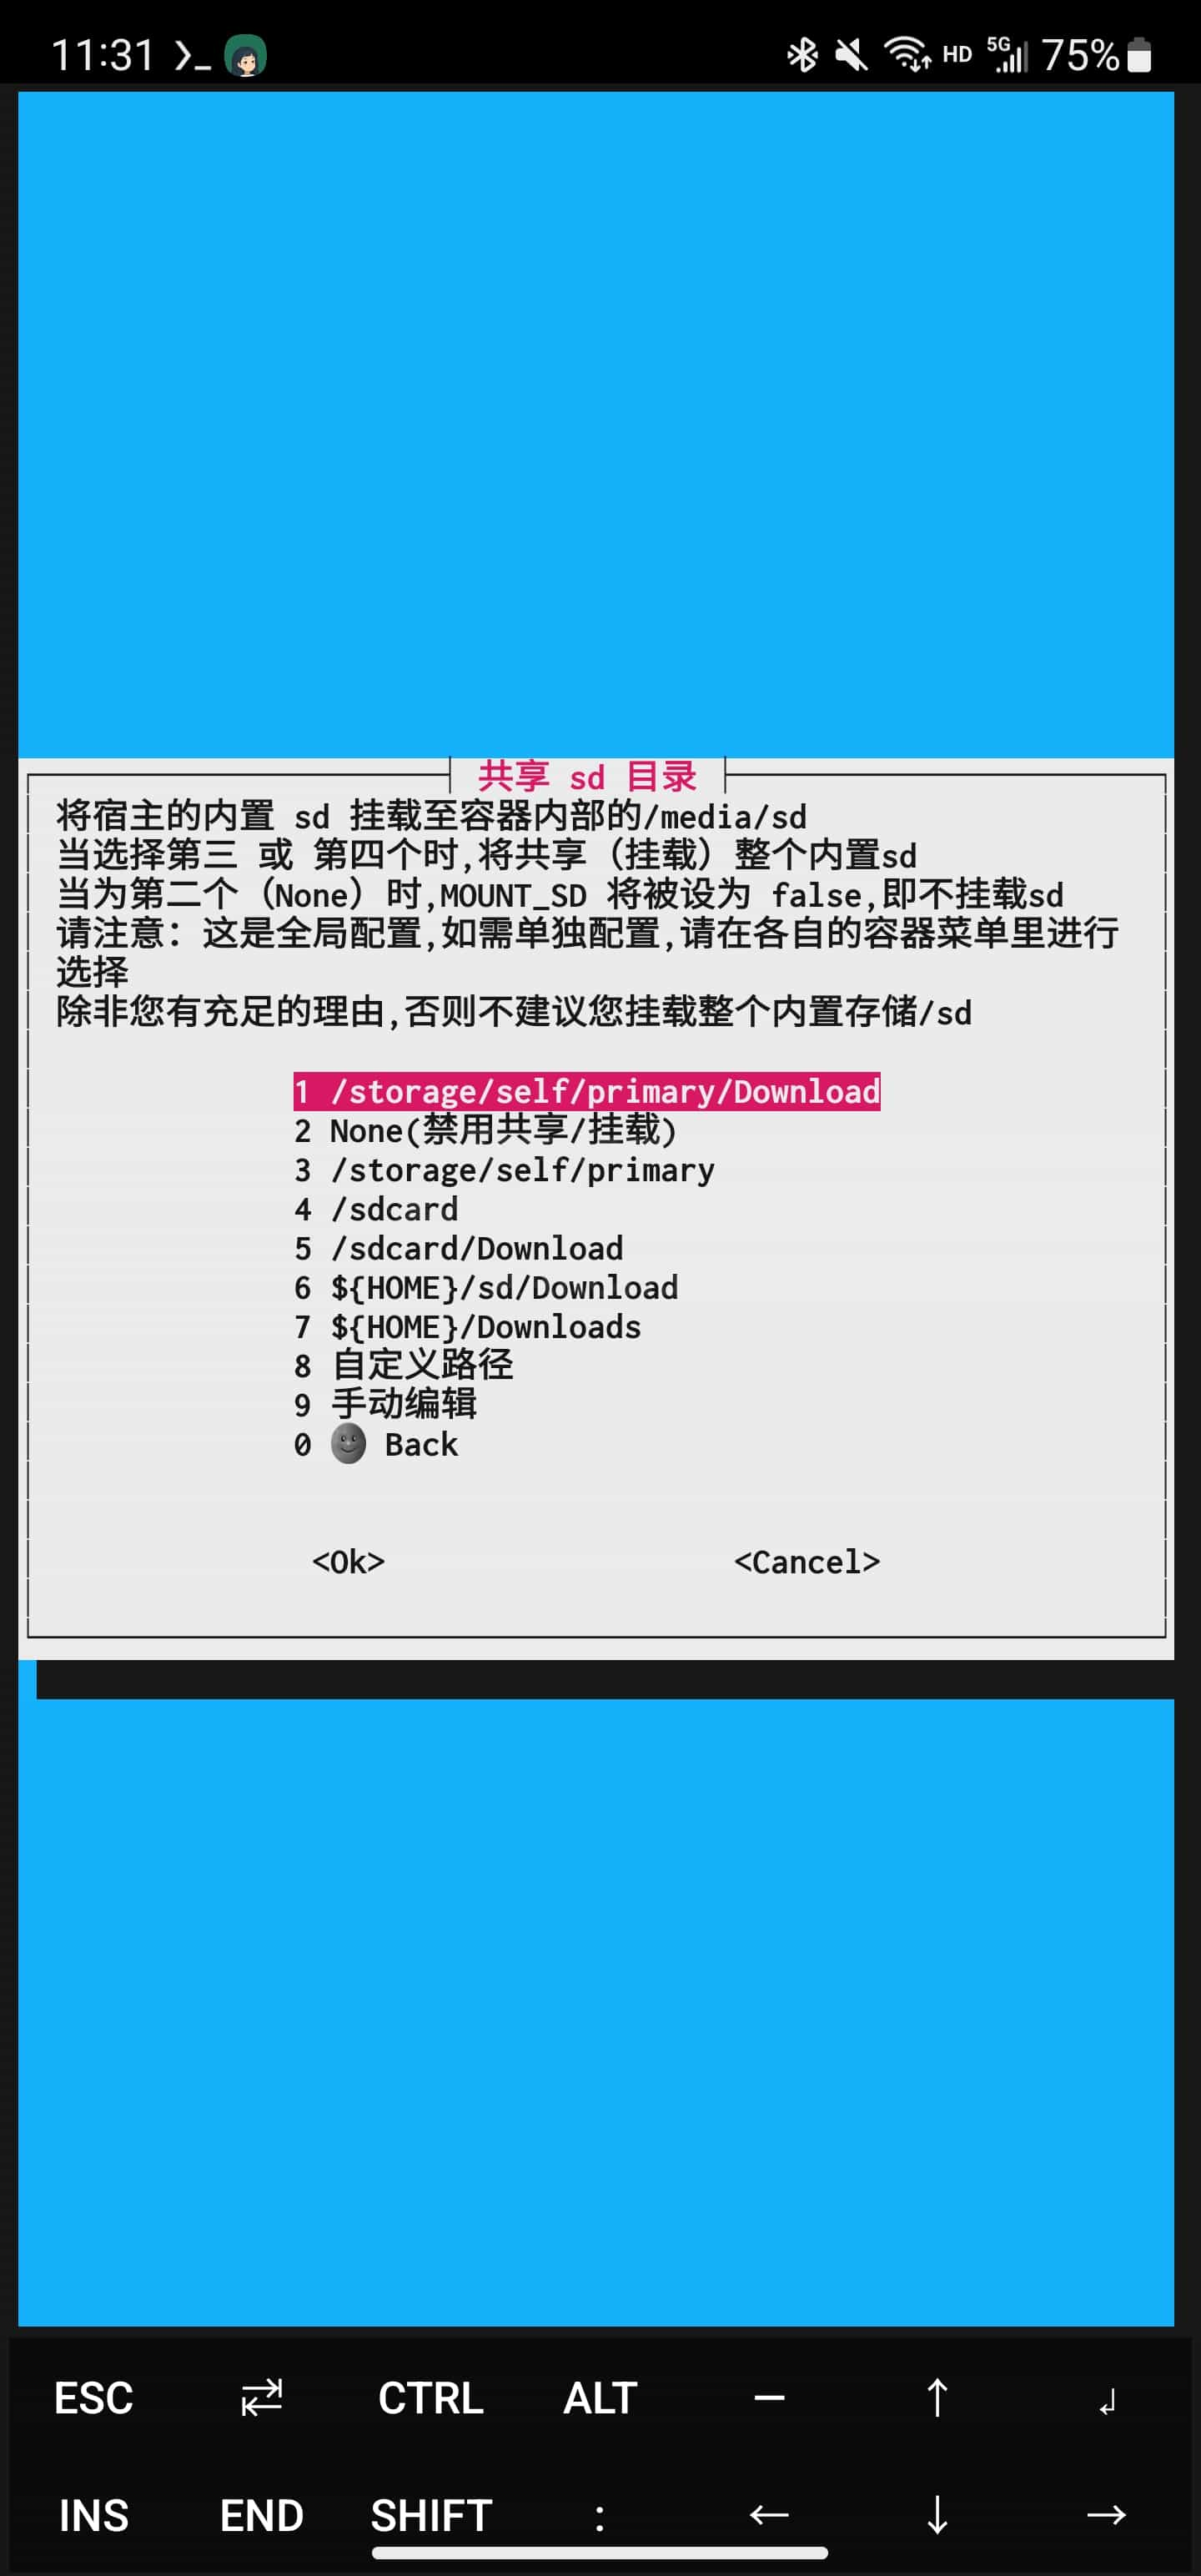 11:31
HD 5G 75%
共享 sd 目录
将宿主的内置 sd 挂载至容器内部的/media/sd
当选择第三 或 第四个时,将共享（挂载）整个内置sd
当为第二个（None）时,MOUNT_SD 将被设为 false,即不挂载sd
请注意：这是全局配置,如需单独配置,请在各自的容器菜单里进行
选择
除非您有充足的理由,否则不建议您挂载整个内置存储/sd
1 /storage/self/primary/Download
2 None(禁用共享/挂载)
3 /storage/self/primary
4 /sdcard
5 /sdcard/Download
6 ${HOME}/sd/Download
7 ${HOME}/Downloads
8 自定义路径
9 手动编辑
0 🌚 Back
<Ok> <Cancel>
ESC ⇄ CTRL ALT — ↑ ↲
INS END SHIFT : ← ↓ →